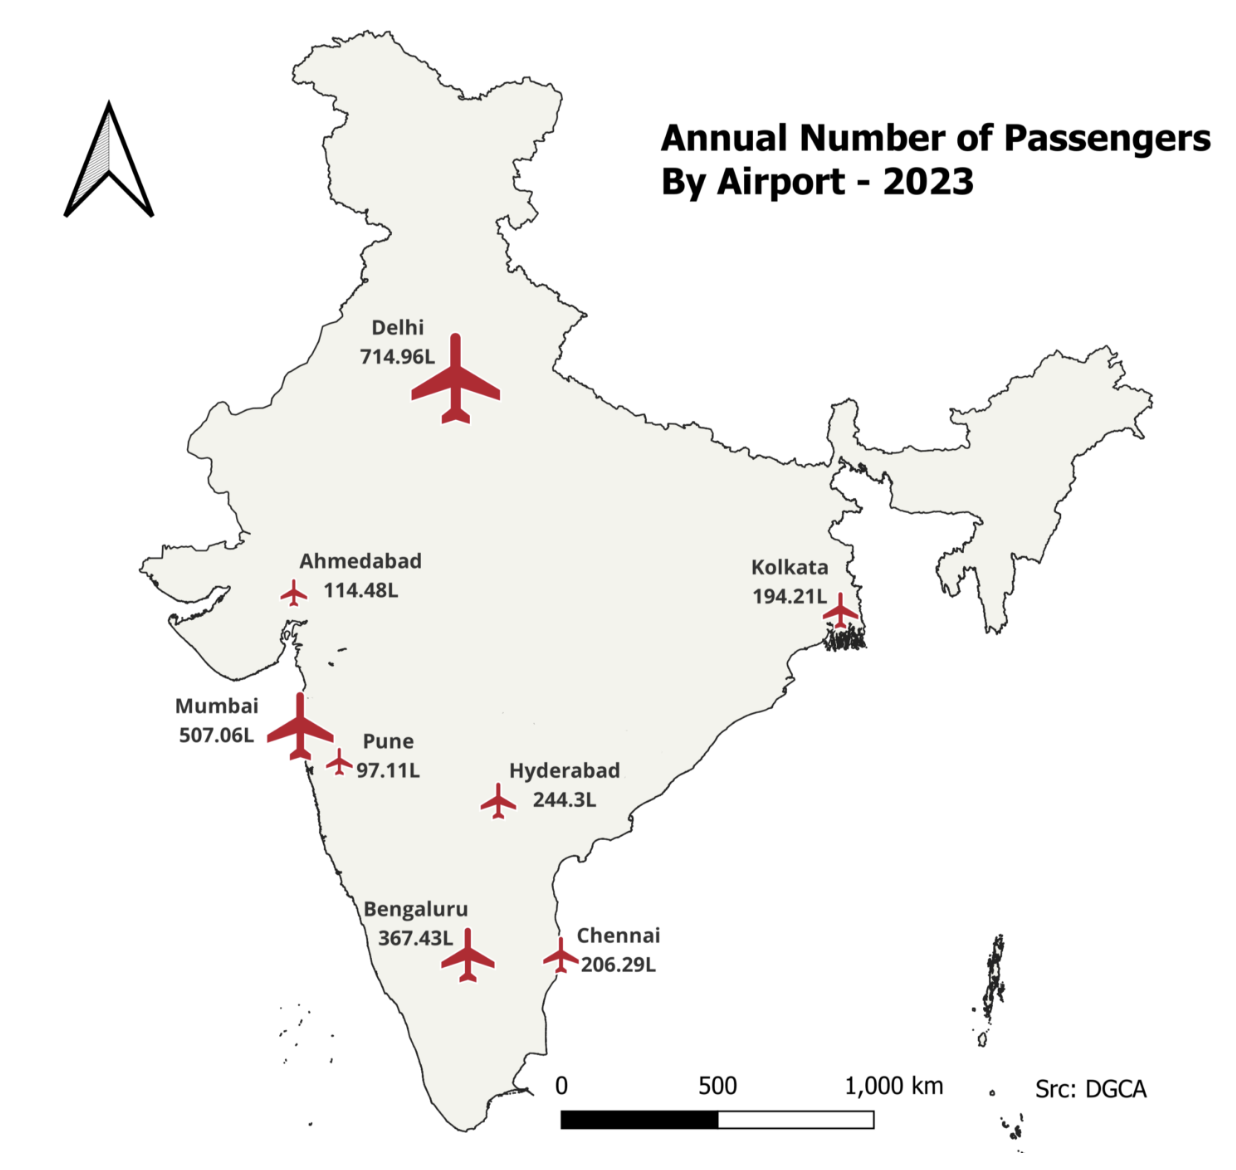 Annual Number of Passengers
By Airport - 2023
Delhi
714.96L
Ahmedabad
114.48L
Kolkata
194.21L
Mumbai
507.06L
Pune
97.11L
Hyderabad
244.3L
Bengaluru
367.43L
Chennai
206.29L
0 500 1,000 km
Src: DGCA